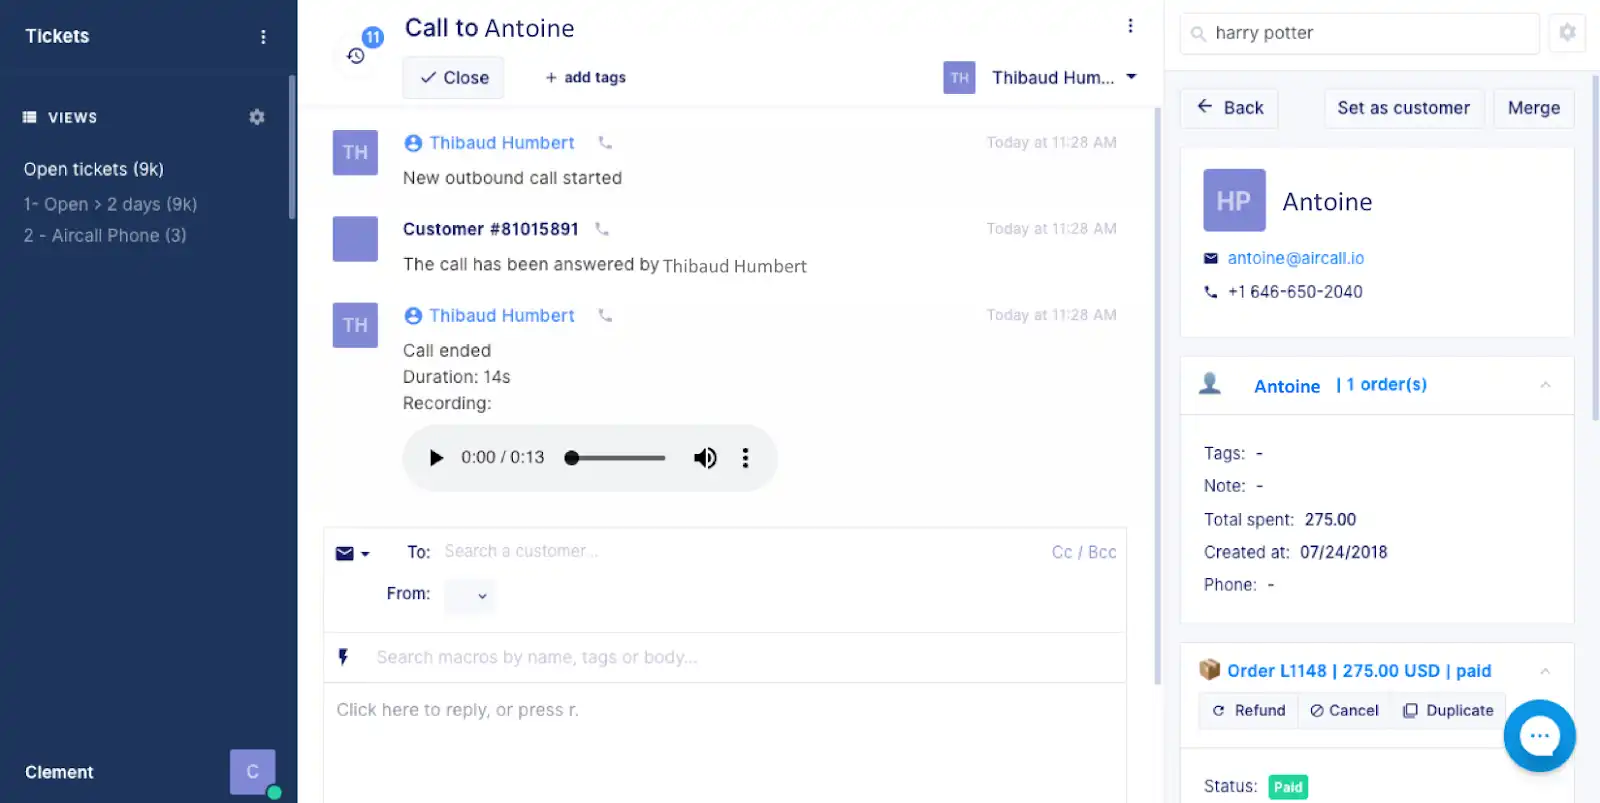 Tickets
VIEWS
Open tickets (9k)
1- Open > 2 days (9k)
2 - Aircall Phone (3)
Clement
C
11
Call to Antoine
Close
+ add tags
TH
Thibaud Hum...
TH
Thibaud Humbert
Today at 11:28 AM
New outbound call started
Customer #81015891
Today at 11:28 AM
The call has been answered by Thibaud Humbert
TH
Thibaud Humbert
Today at 11:28 AM
Call ended
Duration: 14s
Recording:
0:00 / 0:13
To: Search a customer...
Cc / Bcc
From:
Search macros by name, tags or body...
Click here to reply, or press r.
harry potter
Back
Set as customer
Merge
HP
Antoine
antoine@aircall.io
+1 646-650-2040
Antoine | 1 order(s)
Tags: -
Note: -
Total spent: 275.00
Created at: 07/24/2018
Phone: -
Order L1148 | 275.00 USD | paid
Refund
Cancel
Duplicate
Status: Paid